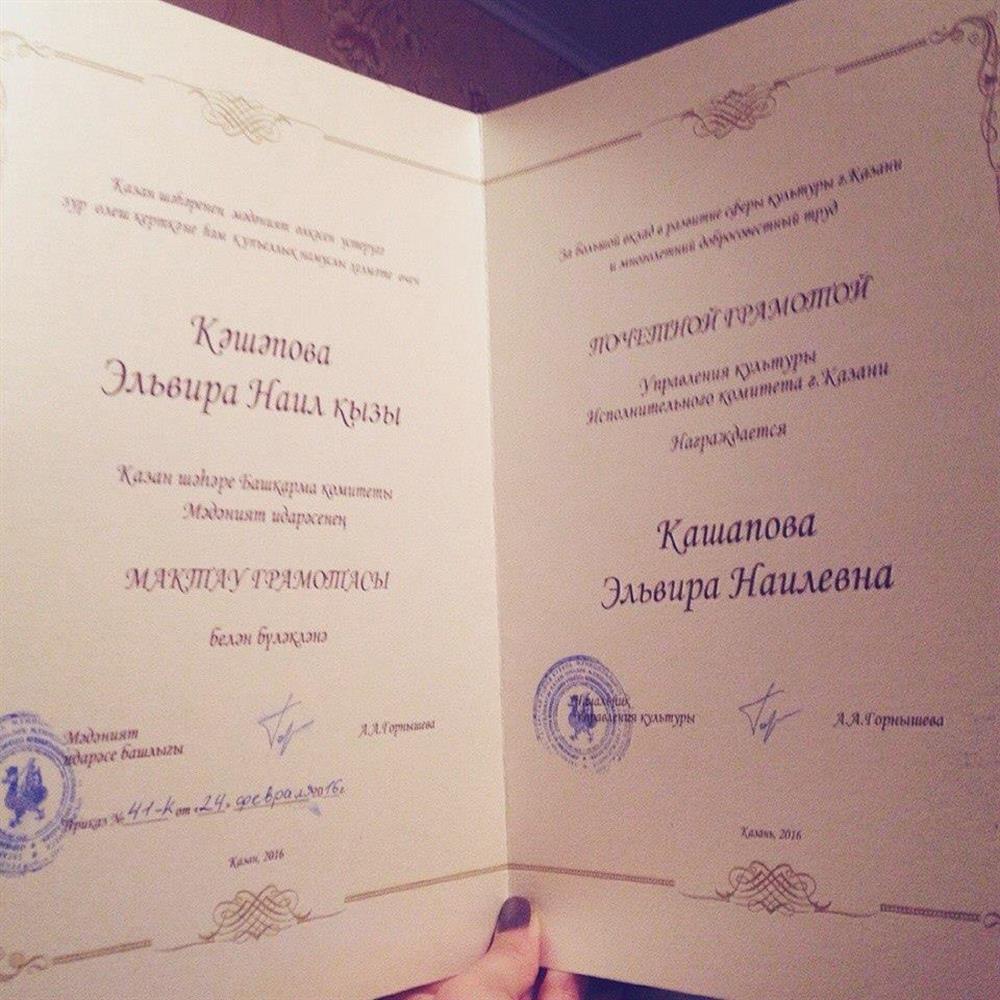 Казан шәһәренең мәдәният өлкәсен үстерүгә
зур өлеш керткәне һәм күпьеллык намуслы хезмәте өчен
Кәшәпова
Эльвира Наил кызы
Казан шәһәре Башкарма комитеты
Мәдәният идарәсенең
МАКТАУ ГРАМОТАСЫ
белән бүләкләнә
Мәдәният
идарәсе башлыгы
А.А.Горнышева
Приказ № 41-к от «24» февраля 2016г.
Казан, 2016
За большой вклад в развитие сферы культуры г.Казани
и многолетний добросовестный труд
ПОЧЕТНОЙ ГРАМОТОЙ
Управления культуры
Исполнительного комитета г.Казани
Награждается
Кашапова
Эльвира Наилевна
Начальник
Управления культуры
А.А.Горнышева
Казань, 2016